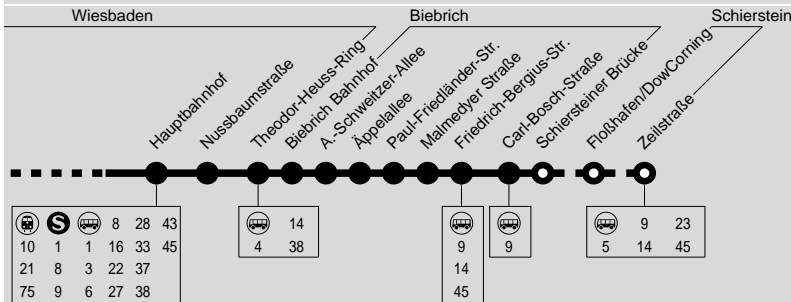 Wiesbaden Biebrich Schierstein
Hauptbahnhof
Nussbaumstraße
Theodor-Heuss-Ring
Biebrich Bahnhof
A.-Schweitzer-Allee
Äppelallee
Paul-Friedländer-Str.
Malmedyer Straße
Friedrich-Bergius-Str.
Carl-Bosch-Straße
Schiersteiner Brücke
Floßhafen/DowCorning
Zeilstraße
S 8 28 43
10 1 1 16 33 45
21 8 3 22 37
75 9 6 27 38
14
4 38
9
14
45
9
9 23
5 14 45